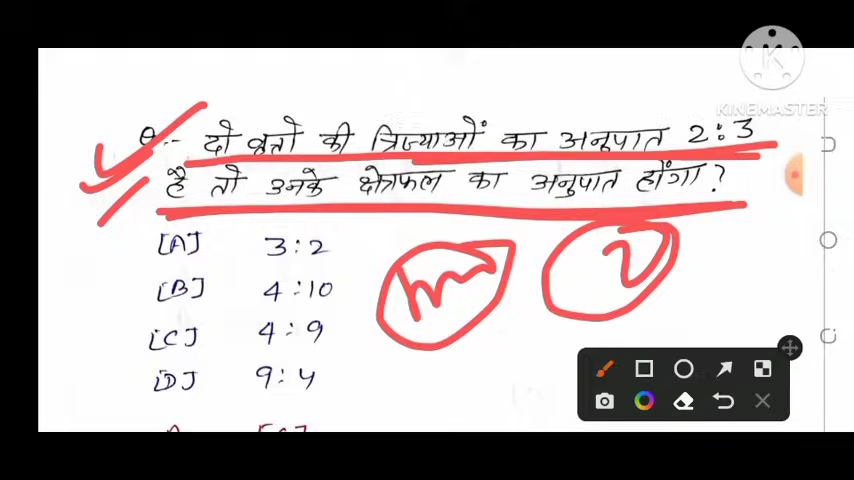 KINEMASTER
Q.- दो वृत्तो की त्रिज्याओं का अनुपात 2:3
है तो उनके क्षेत्रफल का अनुपात होंगा?
[A] 3:2
[B] 4:10
[C] 4:9
[D] 9:4